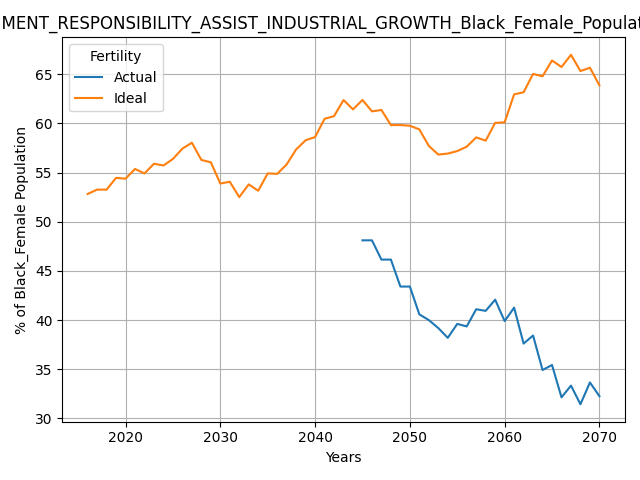 MENT_RESPONSIBILITY_ASSIST_INDUSTRIAL_GROWTH_Black_Female_Populat
Fertility
Actual
Ideal
% of Black_Female Population
65
60
55
50
45
40
35
30
2020 2030 2040 2050 2060 2070
Years